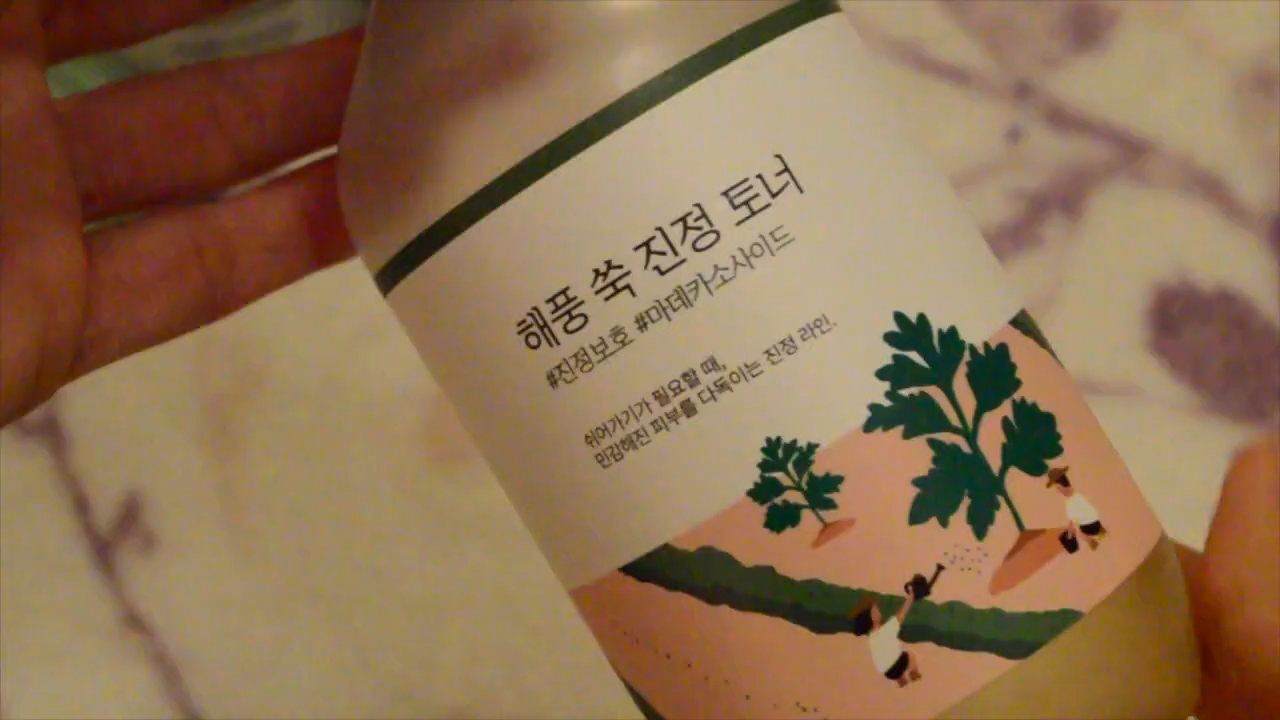 해풍 쑥 진정 토너
#진정보호 #마데카소사이드
쉬어가기가 필요할 때,
민감해진 피부를 다독이는 진정 라인.